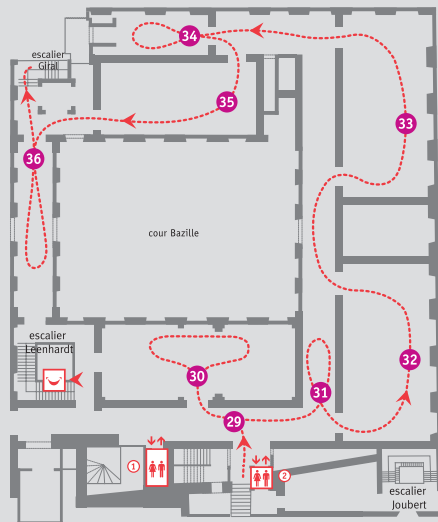 escalier
Giral
34
35
33
36
cour Bazille
escalier
Leenhardt
32
30
31
29
1
2
escalier
Joubert